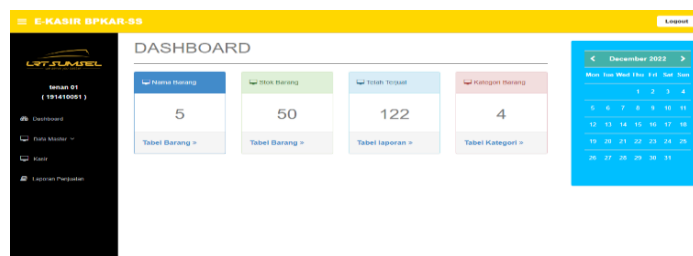 E-KASIR BPKAR-SS
Logout
LRT SUMSEL
tenan 01
( 191410051 )
Dashboard
Data Master
Kasir
Laporan Penjualan
DASHBOARD
Nama Barang
5
Tabel Barang »
Stok Barang
50
Tabel Barang »
Telah Terjual
122
Tabel laporan »
Kategori Barang
4
Tabel Kategori »
December 2022
Mon Tue Wed Thu Fri Sat Sun
1 2 3 4
5 6 7 8 9 10 11
12 13 14 15 16 17 18
19 20 21 22 23 24 25
26 27 28 29 30 31